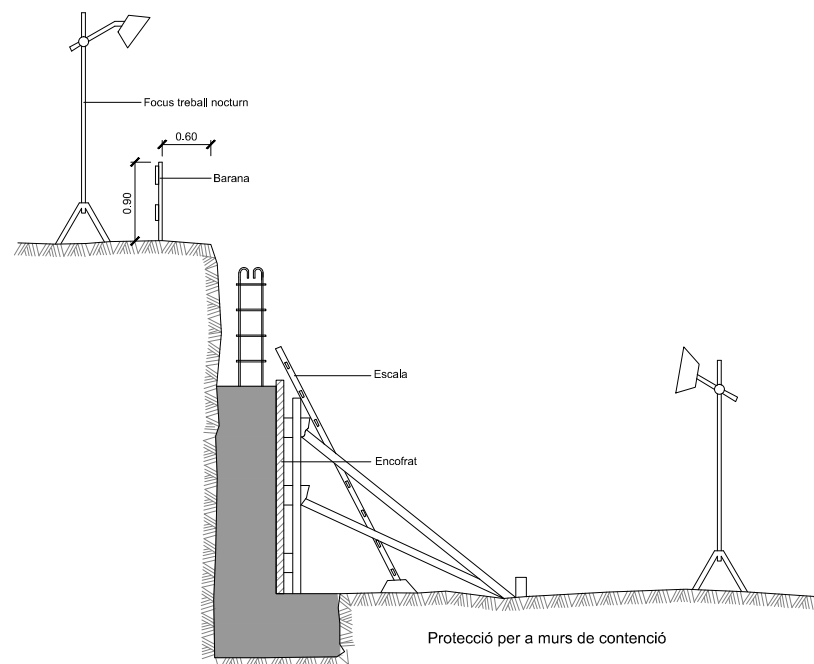 Focus treball nocturn
0.60
Barana
0.90
Escala
Encofrat
Protecció per a murs de contenció